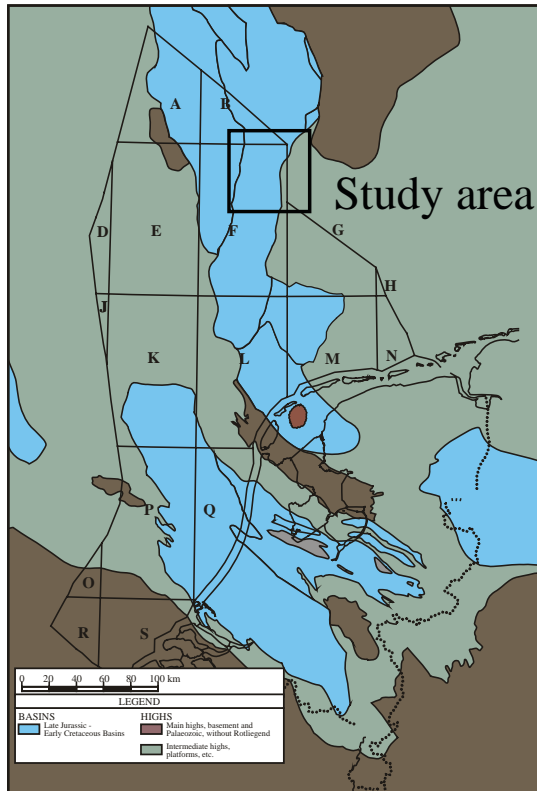 A B
Study area
D E F G
H
J
K L M N
P Q
O
R S
0 20 40 60 80 100 km
LEGEND
BASINS
Late Jurassic -
Early Cretaceous Basins
HIGHS
Main highs, basement and
Palaeozoic, without Rotliegend
Intermediate highs,
platforms, etc.